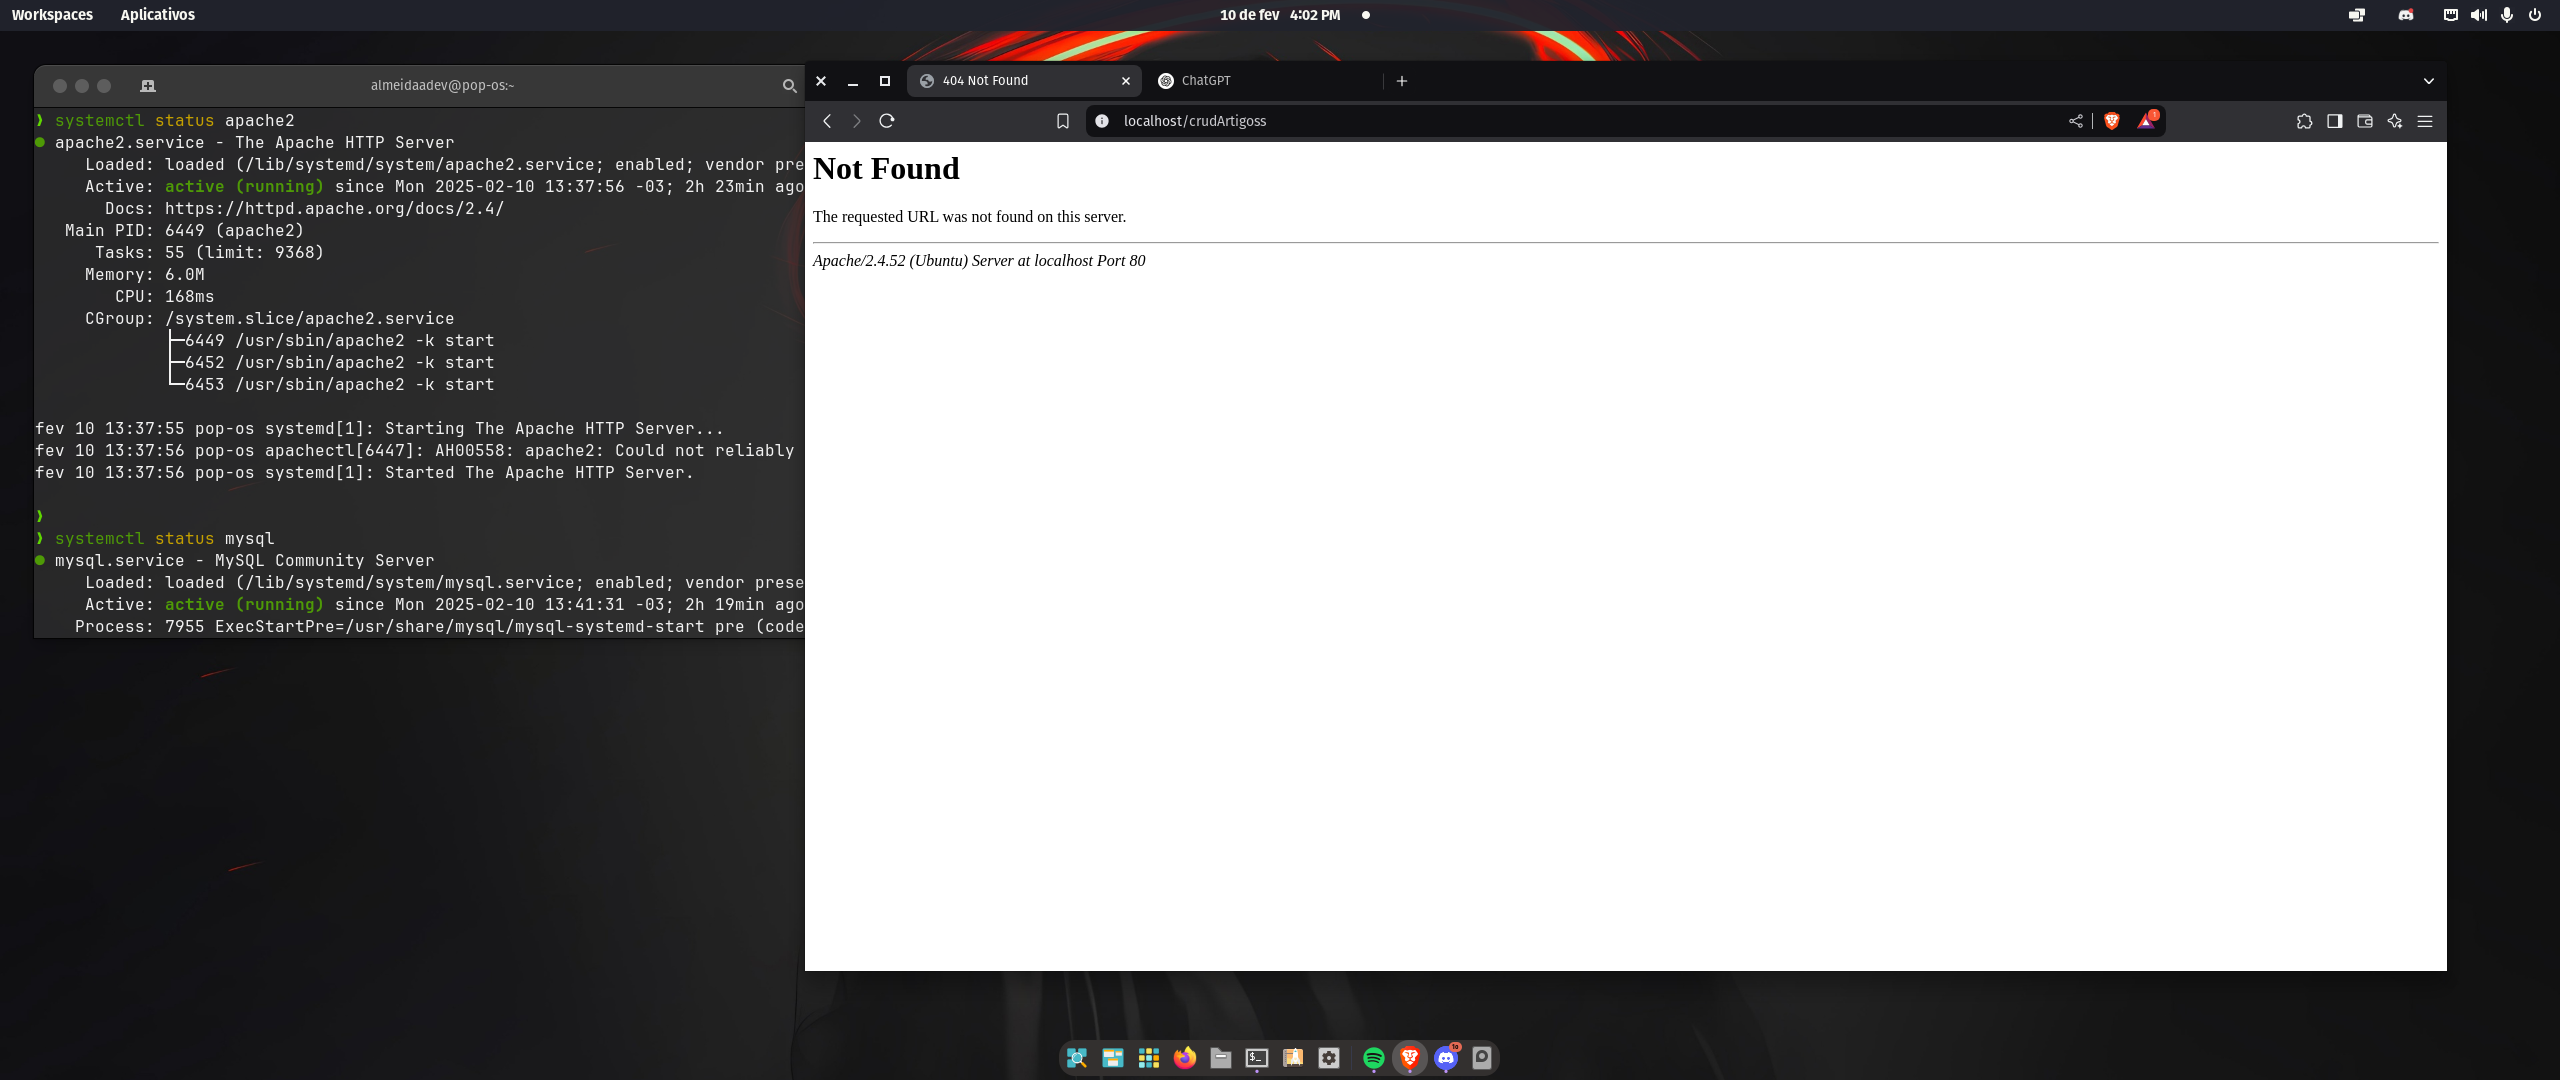 Workspaces
Aplicativos
10 de fev 4:02 PM
almeidaadev@pop-os:~
❯ systemctl status apache2
● apache2.service - The Apache HTTP Server
Loaded: loaded (/lib/systemd/system/apache2.service; enabled; vendor pre
Active: active (running) since Mon 2025-02-10 13:37:56 -03; 2h 23min ago
Docs: https://httpd.apache.org/docs/2.4/
Main PID: 6449 (apache2)
Tasks: 55 (limit: 9368)
Memory: 6.0M
CPU: 168ms
CGroup: /system.slice/apache2.service
├─6449 /usr/sbin/apache2 -k start
├─6452 /usr/sbin/apache2 -k start
└─6453 /usr/sbin/apache2 -k start
fev 10 13:37:55 pop-os systemd[1]: Starting The Apache HTTP Server...
fev 10 13:37:56 pop-os apachectl[6447]: AH00558: apache2: Could not reliably
fev 10 13:37:56 pop-os systemd[1]: Started The Apache HTTP Server.
❯
❯ systemctl status mysql
● mysql.service - MySQL Community Server
Loaded: loaded (/lib/systemd/system/mysql.service; enabled; vendor prese
Active: active (running) since Mon 2025-02-10 13:41:31 -03; 2h 19min ago
Process: 7955 ExecStartPre=/usr/share/mysql/mysql-systemd-start pre (code
404 Not Found
ChatGPT
localhost/crudArtigoss
Not Found
The requested URL was not found on this server.
Apache/2.4.52 (Ubuntu) Server at localhost Port 80